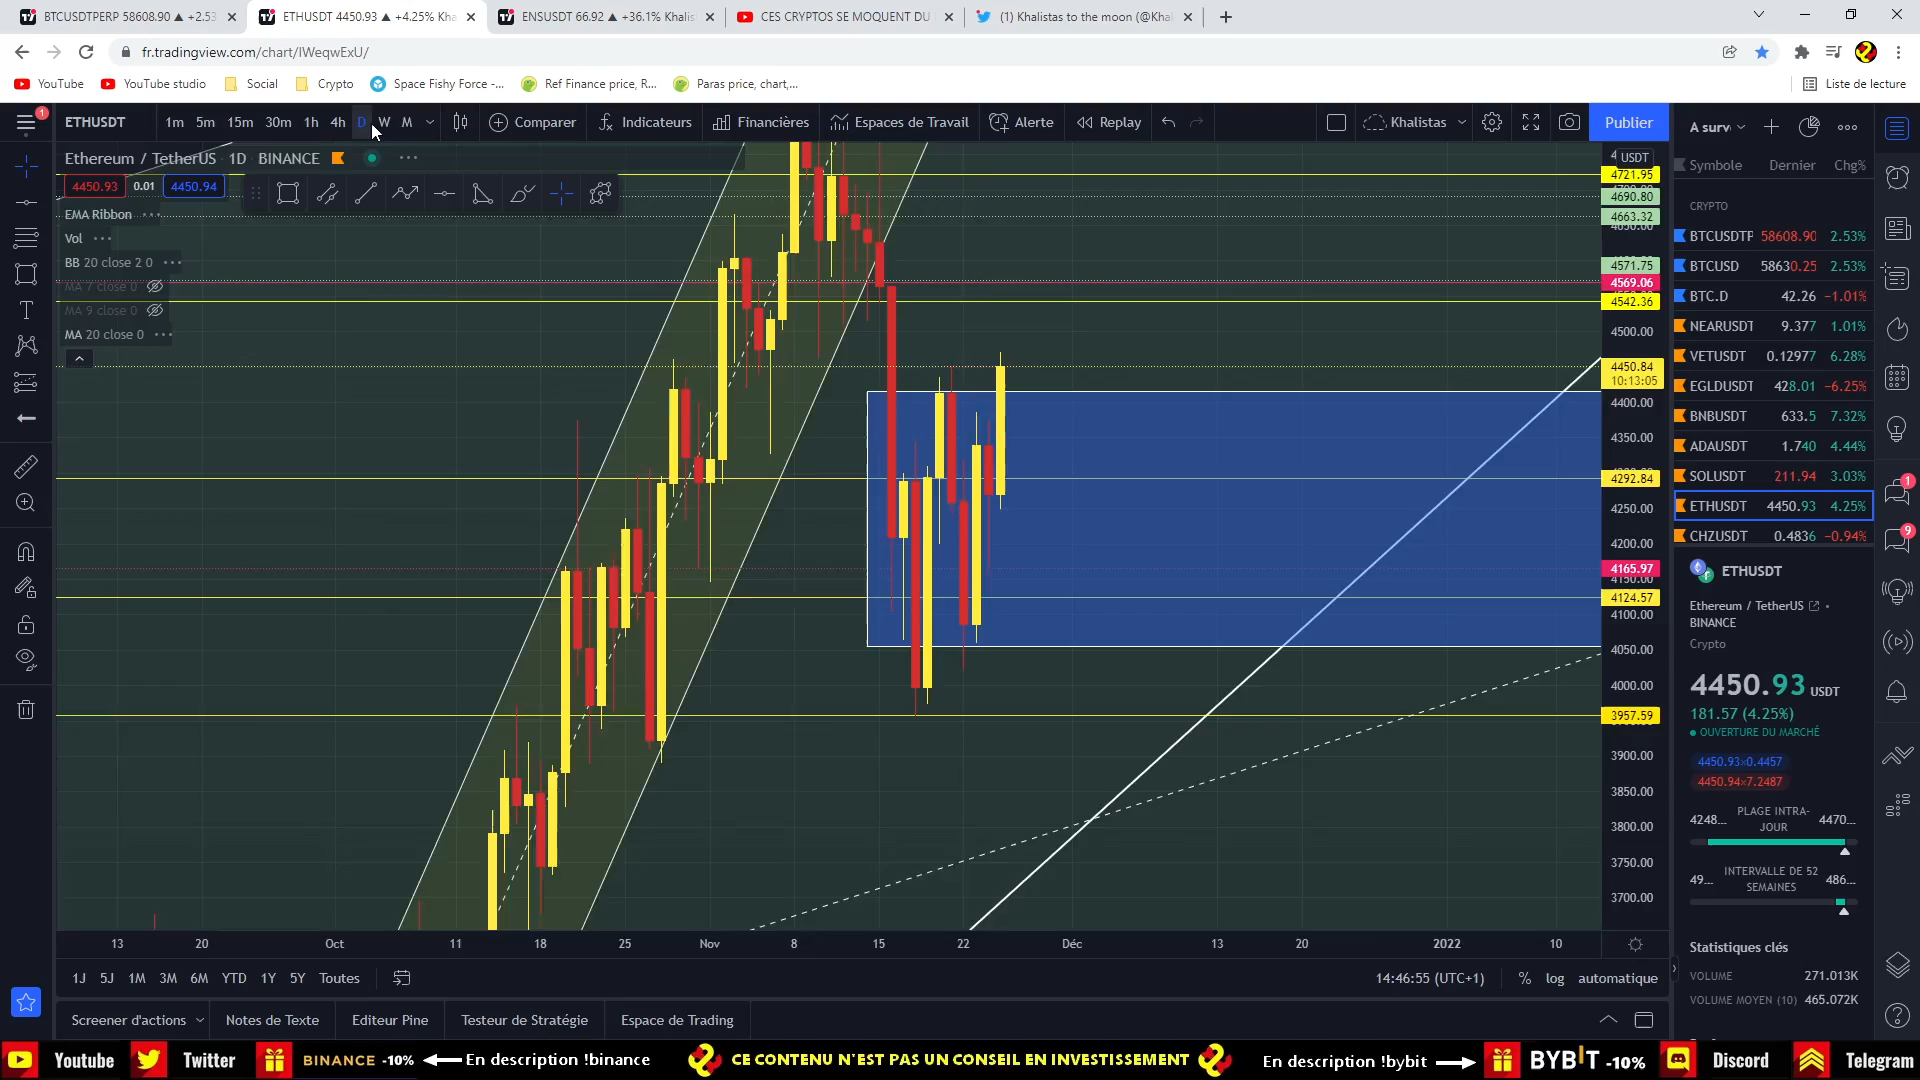 BTCUSDTPERP 58608.90 ▲ +2.53
ETHUSDT 4450.93 ▲ +4.25% Kha
ENSUSDT 66.92 ▲ +36.1% Khalis
CES CRYPTOS SE MOQUENT DU
(1) Khalistas to the moon (@Kha
fr.tradingview.com/chart/IWeqwExU/
YouTube
YouTube studio
Social
Crypto
Space Fishy Force -...
Ref Finance price, R...
Paras price, chart,...
Liste de lecture
1
ETHUSDT
1m 5m 15m 30m 1h 4h D W M
Comparer
Indicateurs
Financières
Espaces de Travail
Alerte
Replay
Khalistas
Publier
Ethereum / TetherUS · 1D · BINANCE
4450.93 0.01 4450.94
EMA Ribbon
Vol
BB 20 close 2 0
MA 7 close 0
MA 9 close 0
MA 20 close 0
USDT
4721.95
4690.80
4663.32
4650.00
4571.75
4569.06
4542.36
4500.00
4450.84
10:13:05
4400.00
4350.00
4292.84
4250.00
4200.00
4165.97
4150.00
4124.57
4100.00
4050.00
4000.00
3957.59
3900.00
3850.00
3800.00
3750.00
3700.00
13 20 Oct 11 18 25 Nov 8 15 22 Déc 13 20 2022 10
1J 5J 1M 3M 6M YTD 1Y 5Y Toutes
14:46:55 (UTC+1)
% log automatique
Screener d'actions
Notes de Texte
Editeur Pine
Testeur de Stratégie
Espace de Trading
A surv
Symbole Dernier Chg%
CRYPTO
BTCUSDTP 58608.90 2.53%
BTCUSD 58630.25 2.53%
BTC.D 42.26 −1.01%
NEARUSDT 9.377 1.01%
VETUSDT 0.12977 6.28%
EGLDUSDT 428.01 −6.25%
BNBUSDT 633.5 7.32%
ADAUSDT 1.740 4.44%
SOLUSDT 211.94 3.03%
ETHUSDT 4450.93 4.25%
CHZUSDT 0.4836 −0.94%
ETHUSDT
Ethereum / TetherUS
BINANCE
Crypto
4450.93 USDT
181.57 (4.25%)
OUVERTURE DU MARCHÉ
4450.93×0.4457
4450.94×7.2487
4248... PLAGE INTRA-JOUR 4470...
49... INTERVALLE DE 52 SEMAINES 486...
Statistiques clés
VOLUME 271.013K
VOLUME MOYEN (10) 465.072K
1
9
Youtube
Twitter
BINANCE -10%
En description !binance
CE CONTENU N'EST PAS UN CONSEIL EN INVESTISSEMENT
En description !bybit
BYBIT -10%
Discord
Telegram